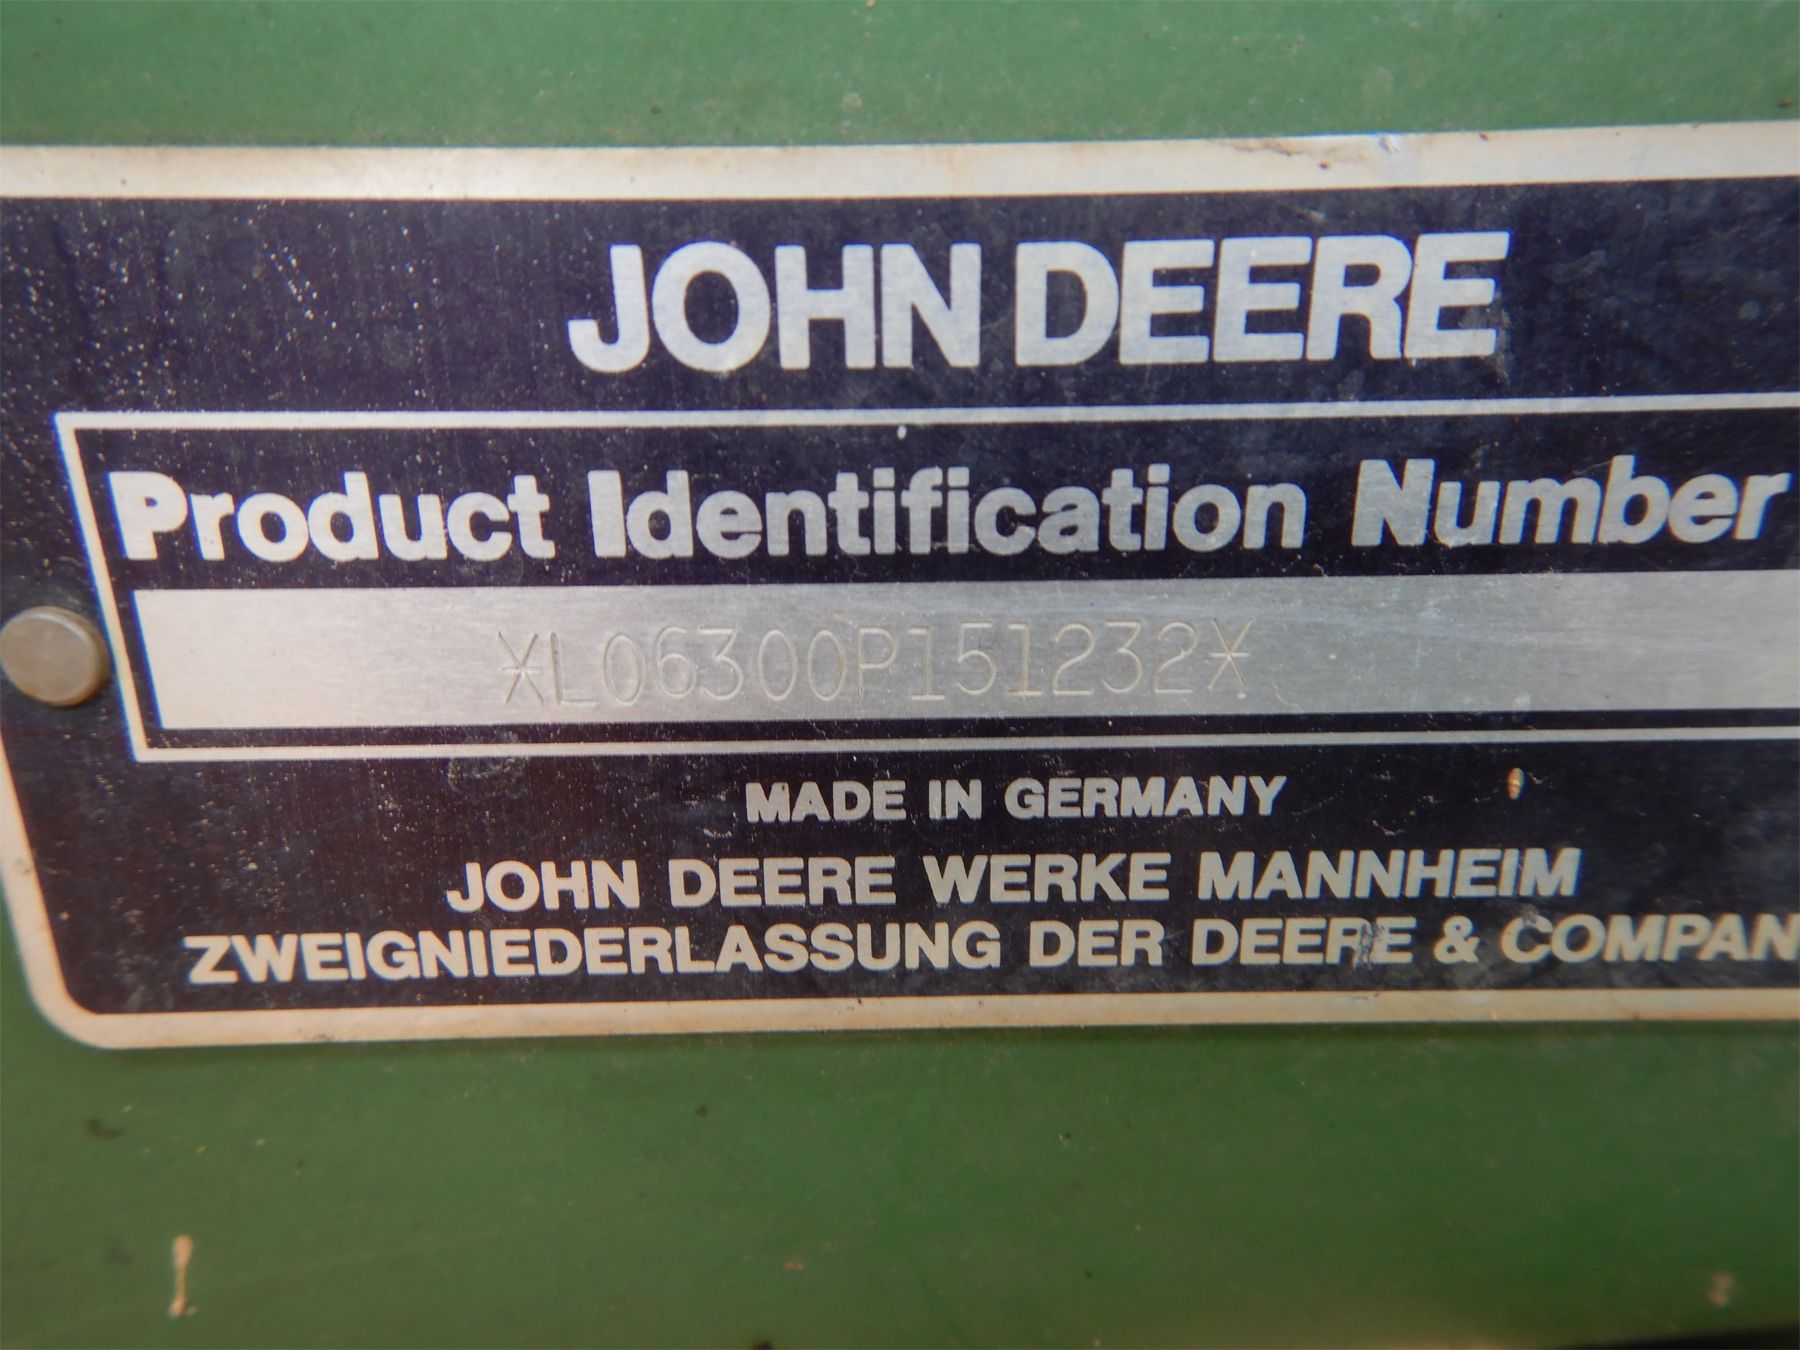 JOHN DEERE
Product Identification Number
*L06300P151232*
MADE IN GERMANY
JOHN DEERE WERKE MANNHEIM
ZWEIGNIEDERLASSUNG DER DEERE & COMPAN